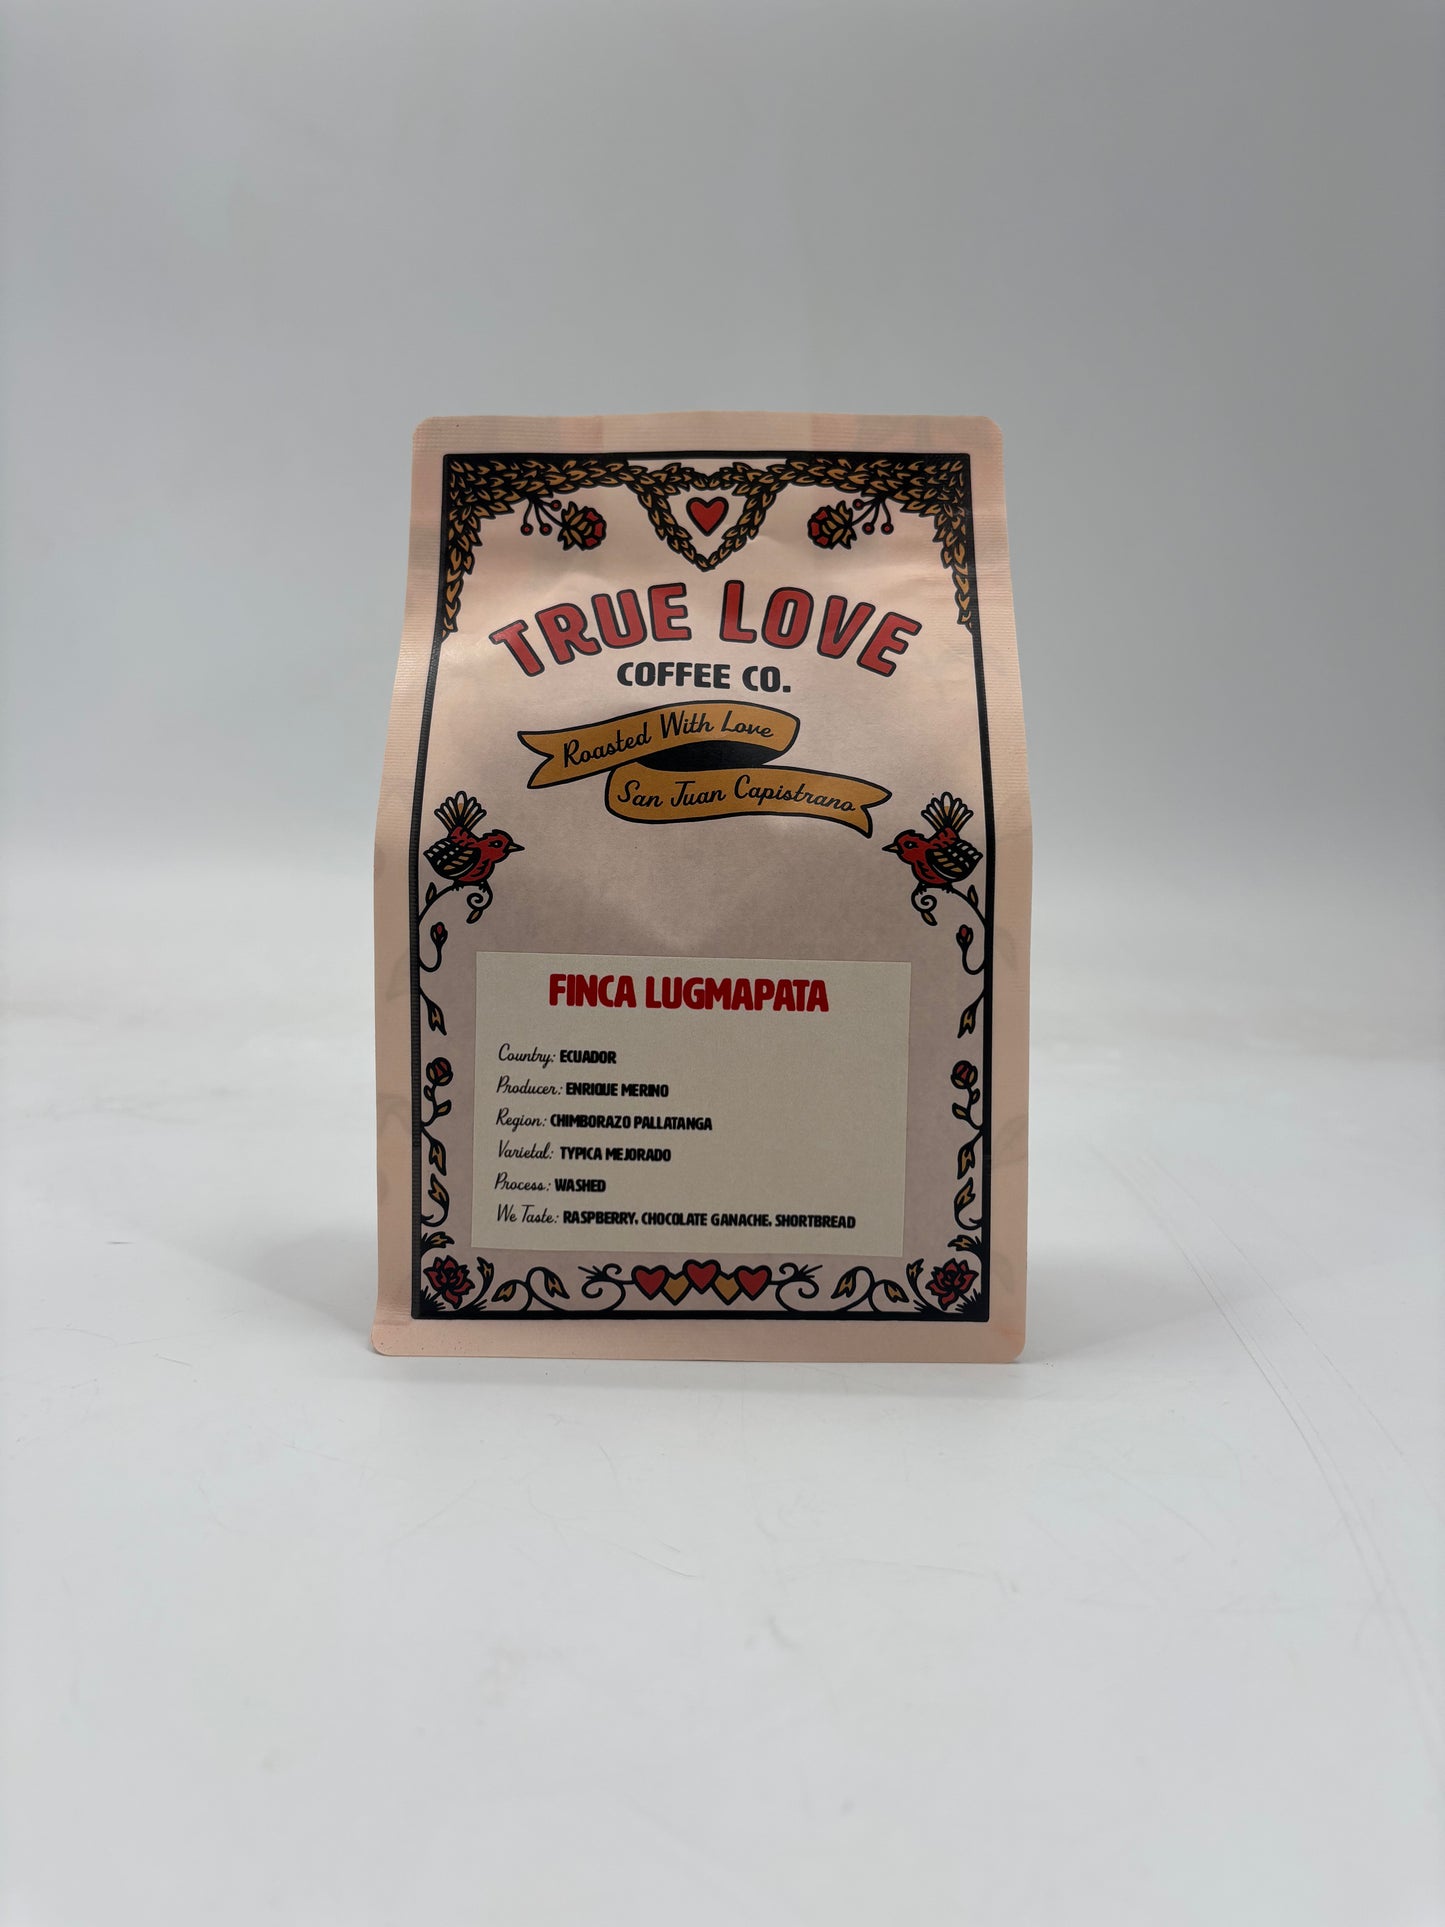 TRUE LOVE
COFFEE CO.
Roasted With Love
San Juan Capistrano
FINCA LUGMAPATA
Country: ECUADOR
Producer: ENRIQUE MERINO
Region: CHIMBORAZO PALLATANGA
Varietal: TYPICA MEJORADO
Process: WASHED
We Taste: RASPBERRY, CHOCOLATE GANACHE, SHORTBREAD